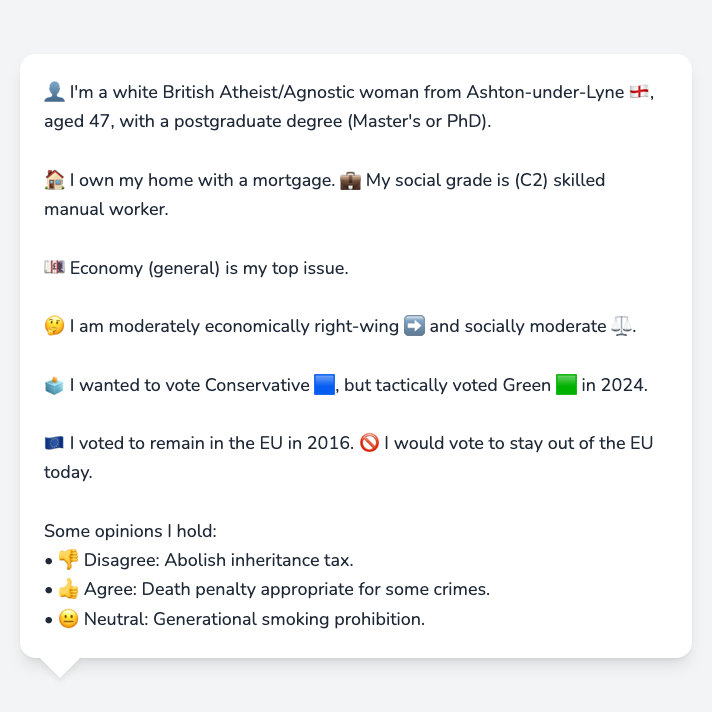 👤 I'm a white British Atheist/Agnostic woman from Ashton-under-Lyne 🏴󠁧󠁢󠁥󠁮󠁧󠁿,
aged 47, with a postgraduate degree (Master's or PhD).
🏠 I own my home with a mortgage. 💼 My social grade is (C2) skilled
manual worker.
💷 Economy (general) is my top issue.
🤔 I am moderately economically right-wing ➡️ and socially moderate ⚖️.
🗳️ I wanted to vote Conservative 🟦, but tactically voted Green 🟩 in 2024.
🇪🇺 I voted to remain in the EU in 2016. 🚫 I would vote to stay out of the EU
today.
Some opinions I hold:
• 👎 Disagree: Abolish inheritance tax.
• 👍 Agree: Death penalty appropriate for some crimes.
• 😐 Neutral: Generational smoking prohibition.